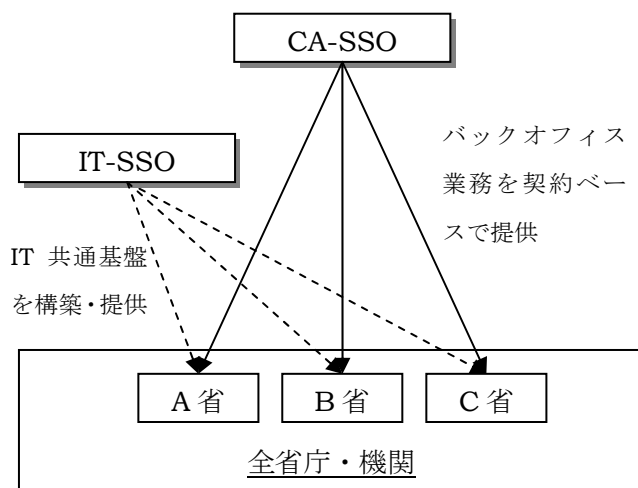 CA-SSO
IT-SSO
バックオフィス
業務を契約ベー
スで提供
IT 共通基盤
を構築・提供
A 省
B 省
C 省
全省庁・機関